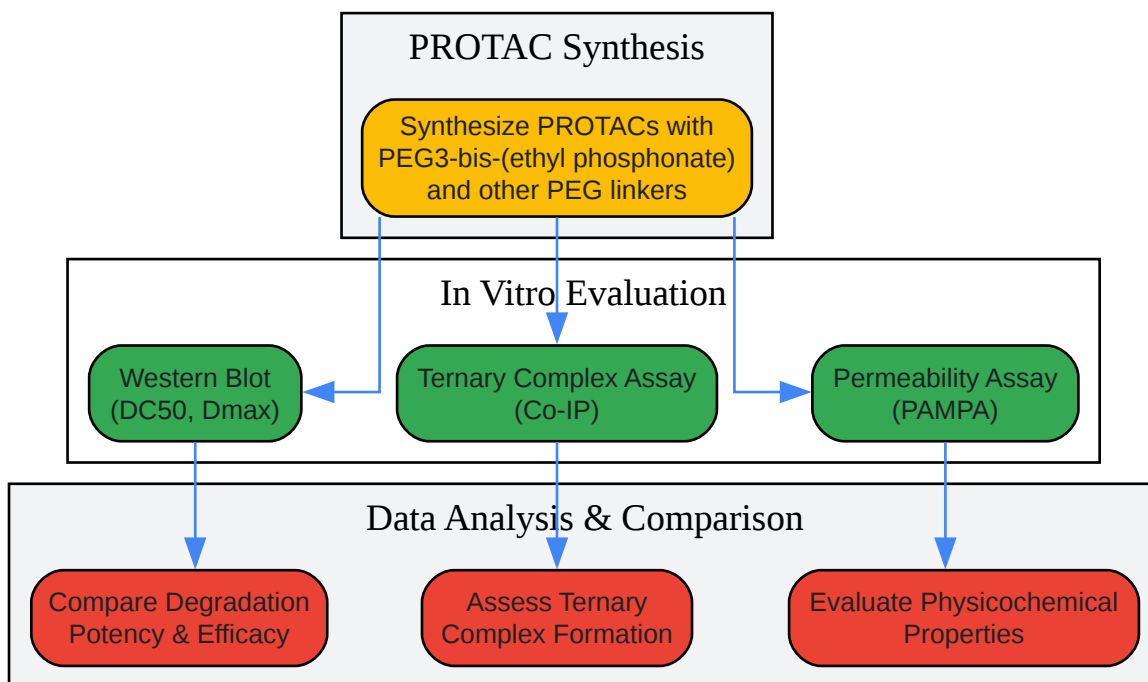 PROTAC Synthesis
Synthesize PROTACs with
PEG3-bis-(ethyl phosphonate)
and other PEG linkers
In Vitro Evaluation
Western Blot
(DC50, Dmax)
Ternary Complex Assay
(Co-IP)
Permeability Assay
(PAMPA)
Data Analysis & Comparison
Compare Degradation
Potency & Efficacy
Assess Ternary
Complex Formation
Evaluate Physicochemical
Properties